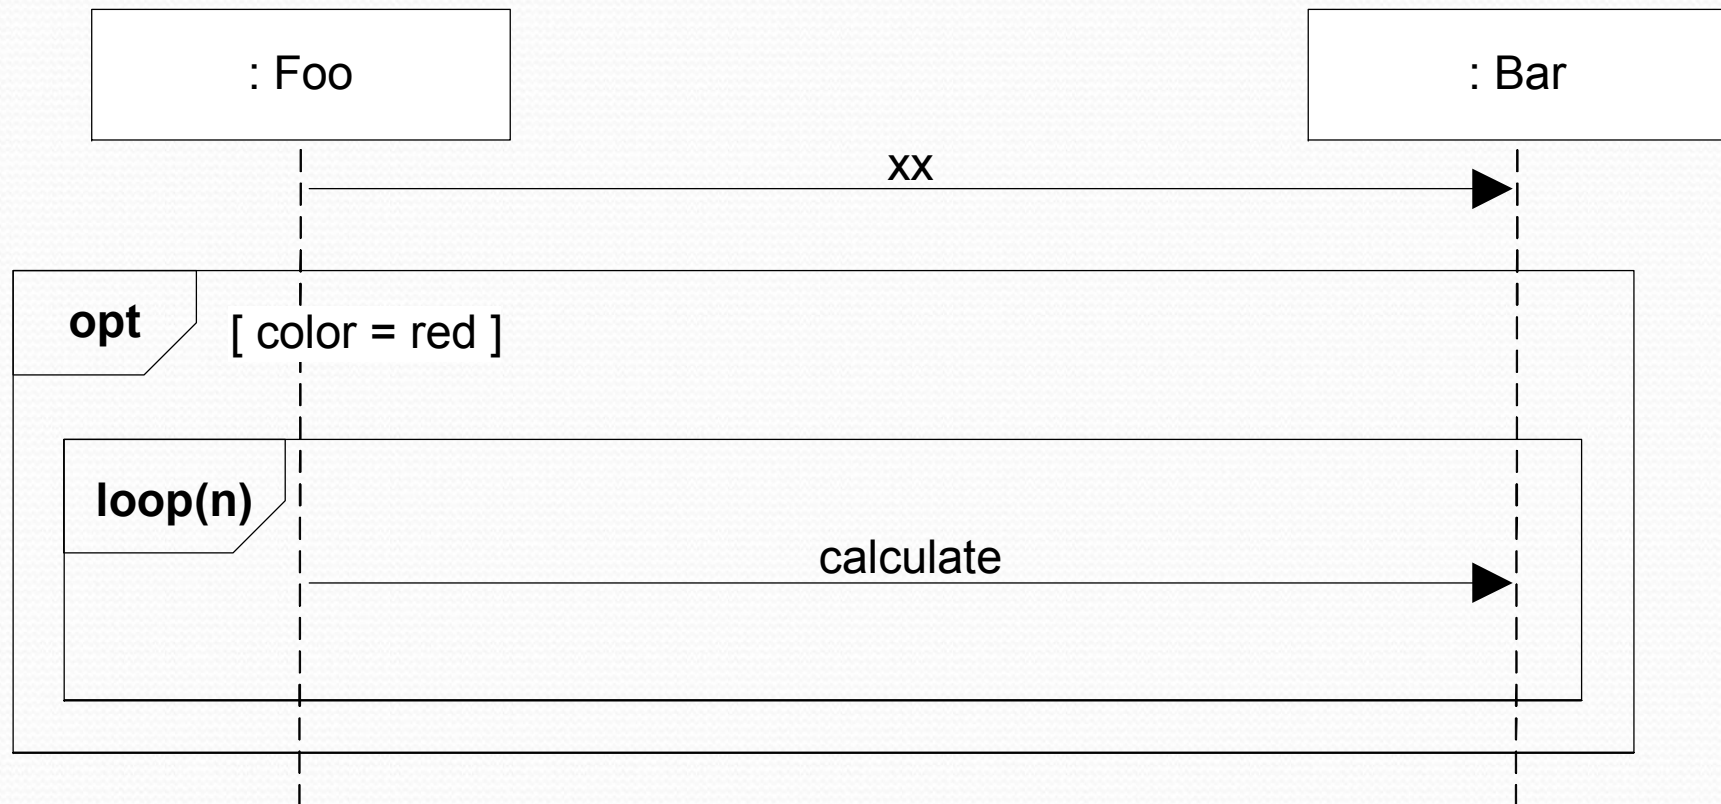 : Foo
: Bar
xx
opt
[ color = red ]
loop(n)
calculate